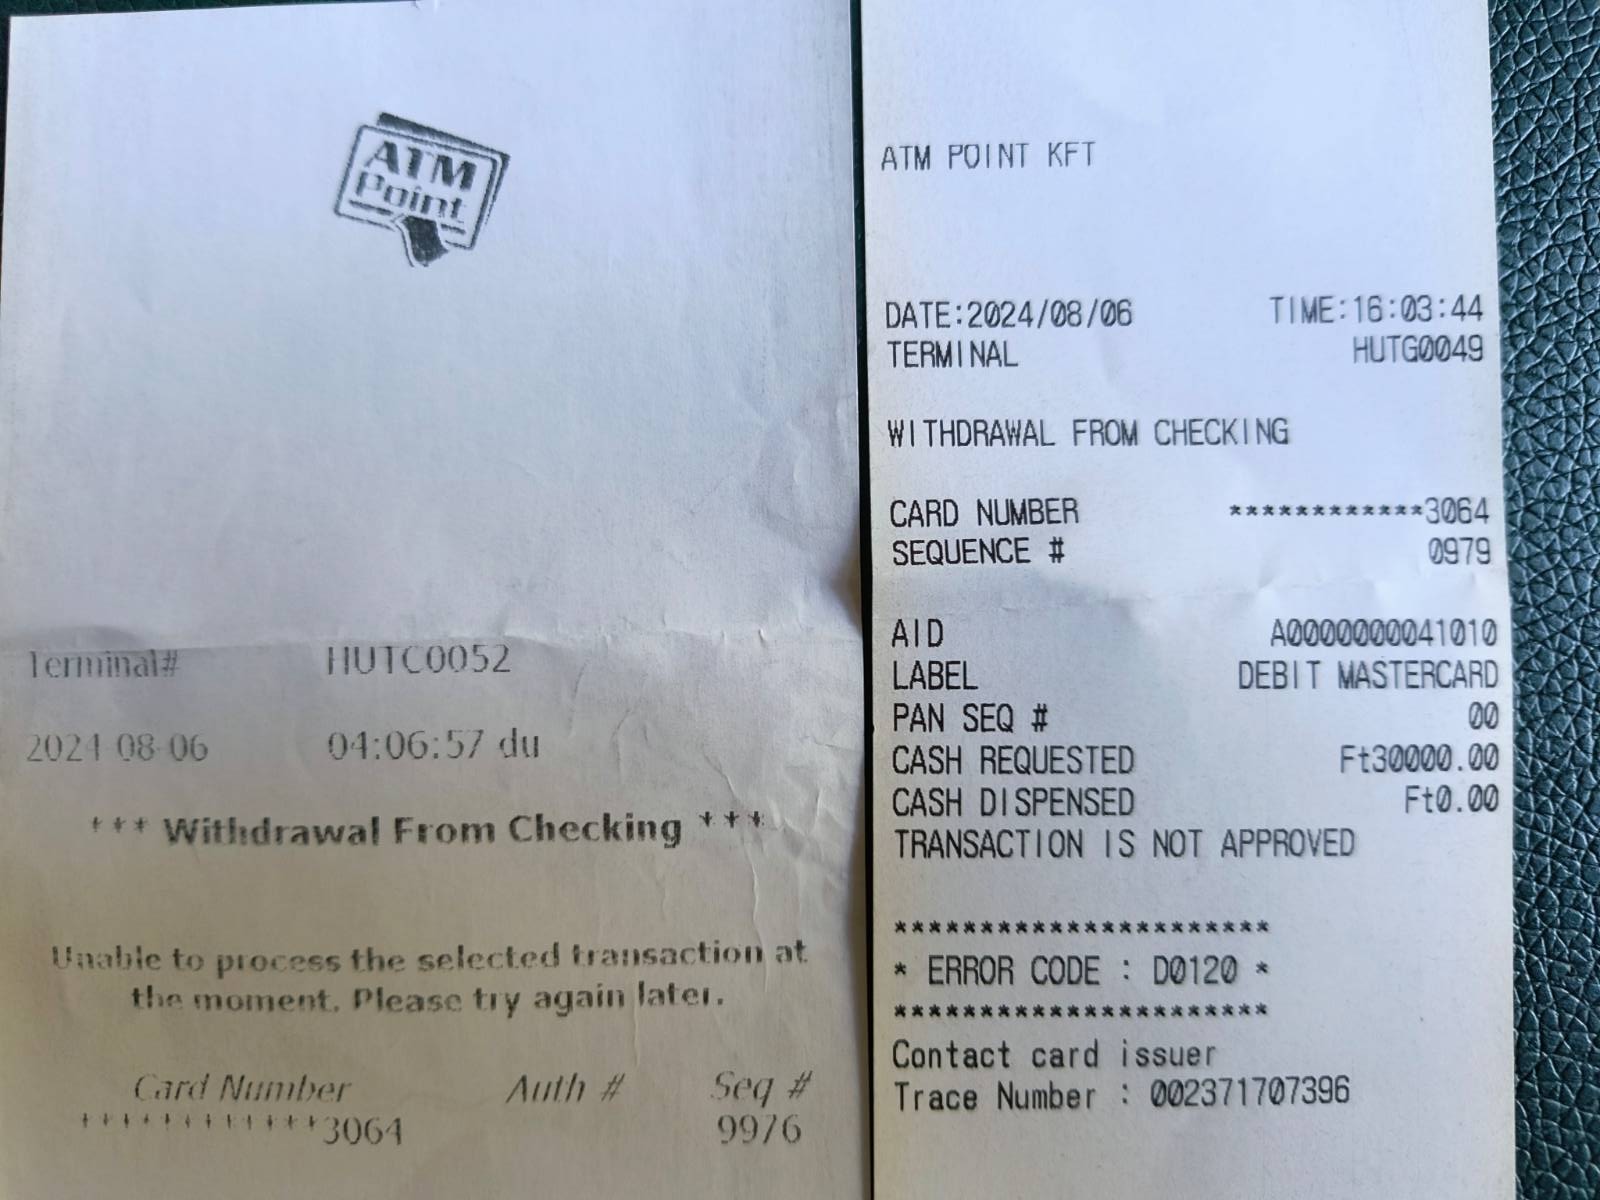 ATM
Point
Terminal# HUTC0052
2024-08-06 04:06:57 du
*** Withdrawal From Checking ***
Unable to process the selected transaction at
the moment. Please try again later.
Card Number Auth # Seq #
************3064 9976
ATM POINT KFT
DATE:2024/08/06 TIME:16:03:44
TERMINAL HUTG0049
WITHDRAWAL FROM CHECKING
CARD NUMBER ************3064
SEQUENCE # 0979
AID A0000000041010
LABEL DEBIT MASTERCARD
PAN SEQ # 00
CASH REQUESTED Ft30000.00
CASH DISPENSED Ft0.00
TRANSACTION IS NOT APPROVED
**********************
* ERROR CODE : D0120 *
**********************
Contact card issuer
Trace Number : 002371707396